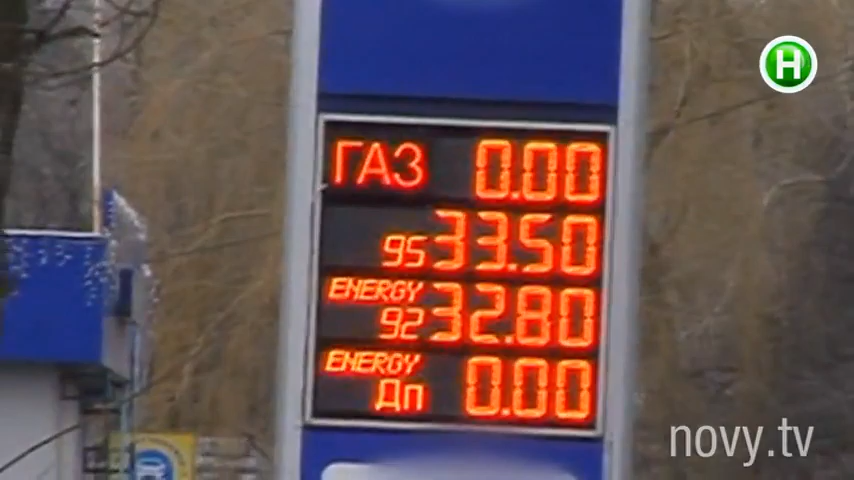 H
ГАЗ 0.00
95 33.50
ENERGY
92 32.80
ENERGY
Дп 0.00
novy.tv